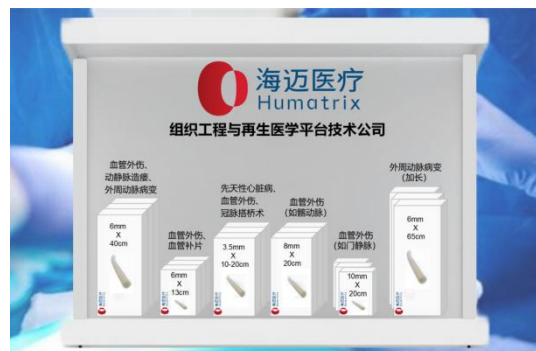 海迈医疗
Humatrix
组织工程与再生医学平台技术公司
血管外伤、
动静脉造瘘、
外周动脉病变
6mm
X
40cm
血管外伤、
血管补片
6mm
X
13cm
先天性心脏病、
血管外伤、
冠脉搭桥术
3.5mm
X
10-20cm
血管外伤
(如髂动脉)
8mm
X
20cm
血管外伤
(如门静脉)
10mm
X
20cm
外周动脉病变
(加长)
6mm
X
65cm